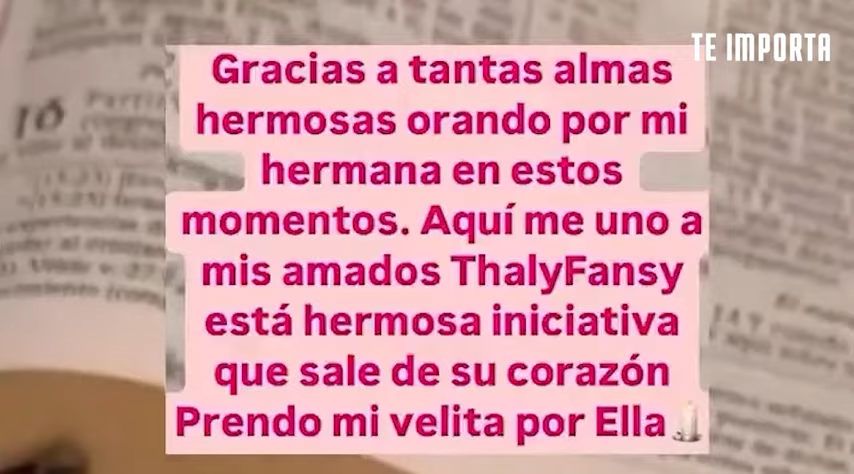 TE IMPORTA
Gracias a tantas almas
hermosas orando por mi
hermana en estos
momentos. Aquí me uno a
mis amados ThalyFansy
está hermosa iniciativa
que sale de su corazón
Prendo mi velita por Ella🕯️
16